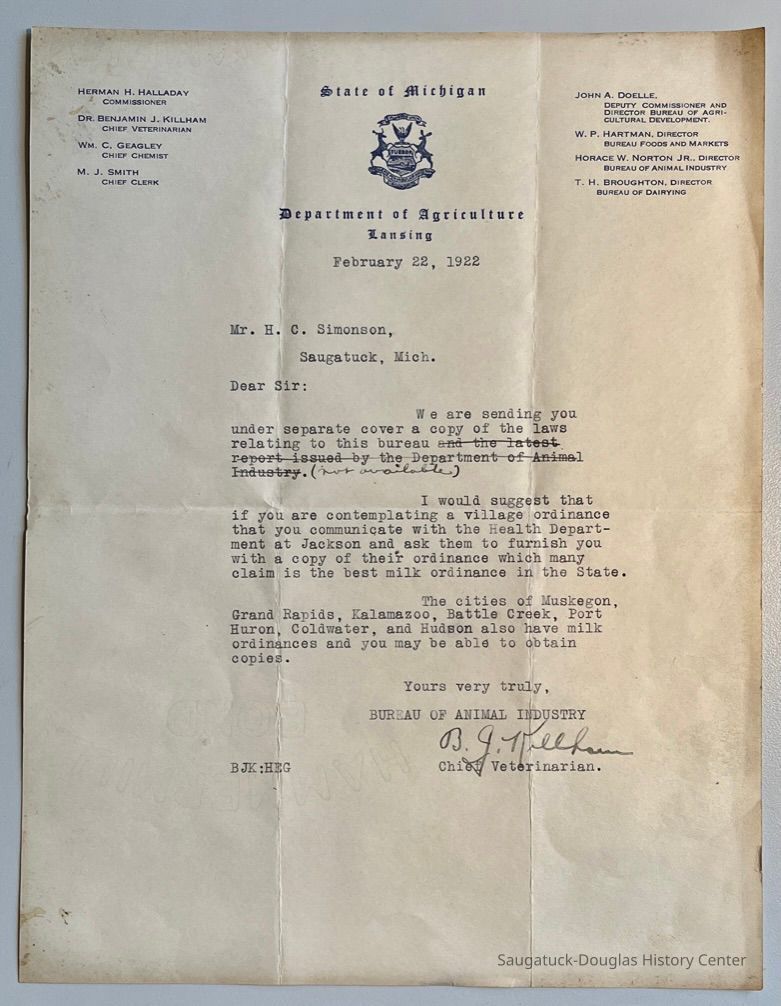 HERMAN H. HALLADAY
COMMISSIONER
DR. BENJAMIN J. KILLHAM
CHIEF VETERINARIAN
WM. C. GEAGLEY
CHIEF CHEMIST
M. J. SMITH
CHIEF CLERK
State of Michigan
TUEBOR
Department of Agriculture
Lansing
JOHN A. DOELLE,
DEPUTY COMMISSIONER AND
DIRECTOR BUREAU OF AGRI-
CULTURAL DEVELOPMENT.
W. P. HARTMAN, DIRECTOR
BUREAU FOODS AND MARKETS
HORACE W. NORTON JR., DIRECTOR
BUREAU OF ANIMAL INDUSTRY
T. H. BROUGHTON, DIRECTOR
BUREAU OF DAIRYING
February 22, 1922
Mr. H. C. Simonson,
Saugatuck, Mich.
Dear Sir:
We are sending you
under separate cover a copy of the laws
relating to this bureau and the latest
report issued by the Department of Animal
Industry. (not available)
I would suggest that
if you are contemplating a village ordinance
that you communicate with the Health Depart-
ment at Jackson and ask them to furnish you
with a copy of their ordinance which many
claim is the best milk ordinance in the State.
The cities of Muskegon,
Grand Rapids, Kalamazoo, Battle Creek, Port
Huron, Coldwater, and Hudson also have milk
ordinances and you may be able to obtain
copies.
Yours very truly,
BUREAU OF ANIMAL INDUSTRY
B. J. Killham
BJK:HEG
Chief Veterinarian.
Saugatuck-Douglas History Center